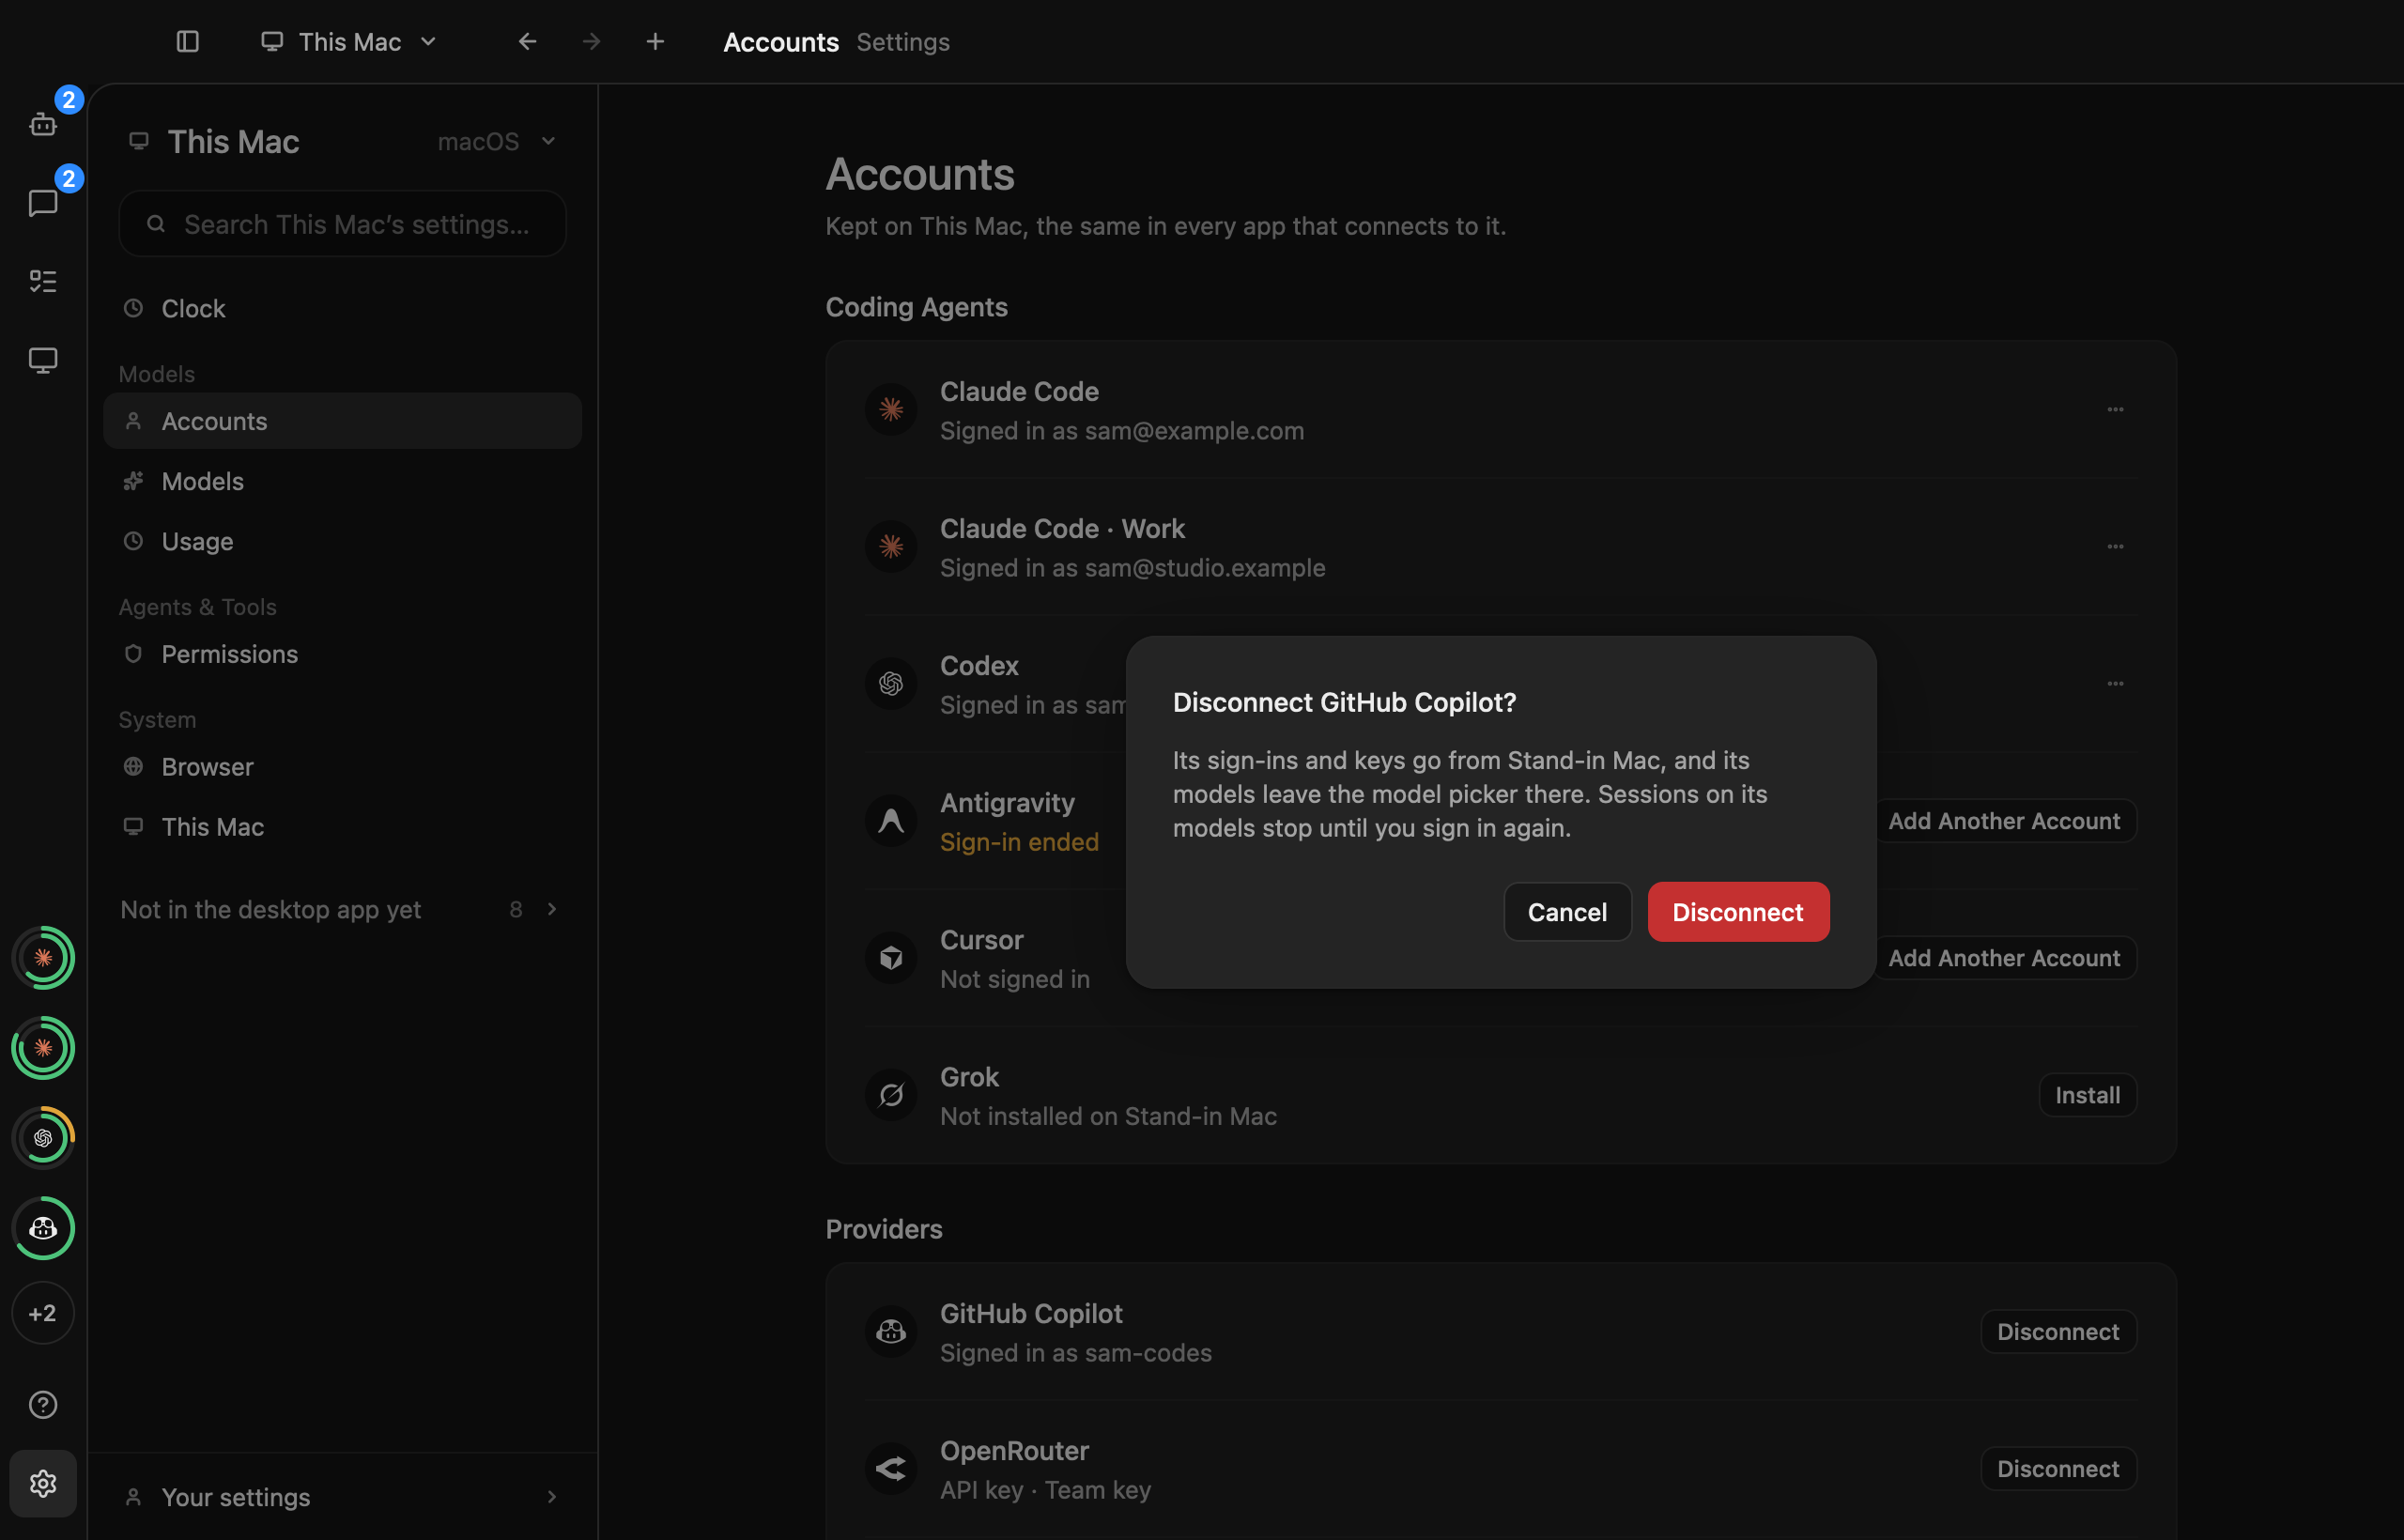 This Mac
Accounts Settings
2
2
This Mac macOS
Search This Mac’s settings...
Clock
Models
Accounts
Models
Usage
Agents & Tools
Permissions
System
Browser
This Mac
Not in the desktop app yet 8
+2
Your settings
Accounts
Kept on This Mac, the same in every app that connects to it.
Coding Agents
Claude Code
Signed in as sam@example.com
Claude Code · Work
Signed in as sam@studio.example
Codex
Signed in as sam
Antigravity
Sign-in ended
Add Another Account
Cursor
Not signed in
Add Another Account
Grok
Not installed on Stand-in Mac
Install
Disconnect GitHub Copilot?
Its sign-ins and keys go from Stand-in Mac, and its
models leave the model picker there. Sessions on its
models stop until you sign in again.
Cancel
Disconnect
Providers
GitHub Copilot
Signed in as sam-codes
Disconnect
OpenRouter
API key · Team key
Disconnect